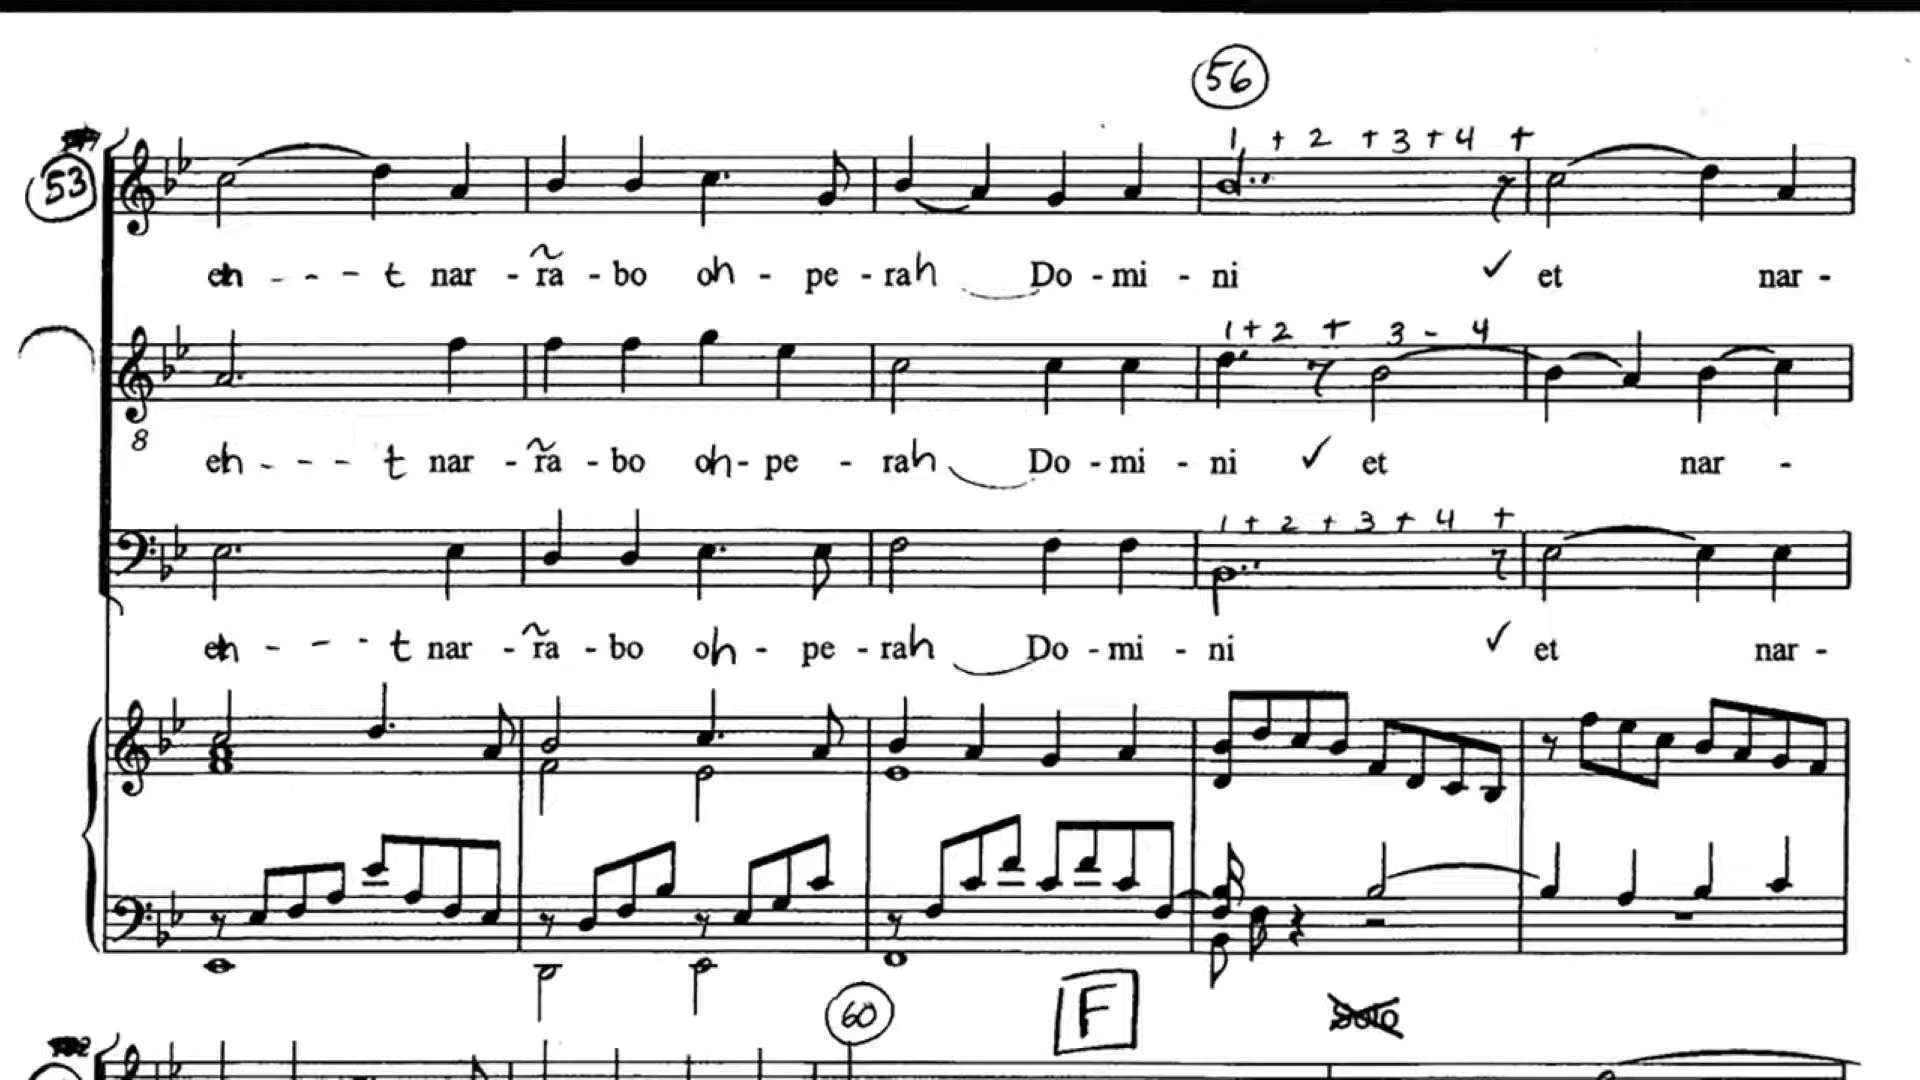 56
1 + 2 + 3 + 4 +
53
eh - - - t nar - ra - bo oh - pe - rah Do - mi - ni ✓ et nar -
1 + 2 + 3 - 4
8
eh - - - t nar - ra - bo oh - pe - rah Do - mi - ni ✓ et nar -
1 + 2 + 3 + 4 +
eh - - - t nar - ra - bo oh - pe - rah Do - mi - ni ✓ et nar -
60 F Solo